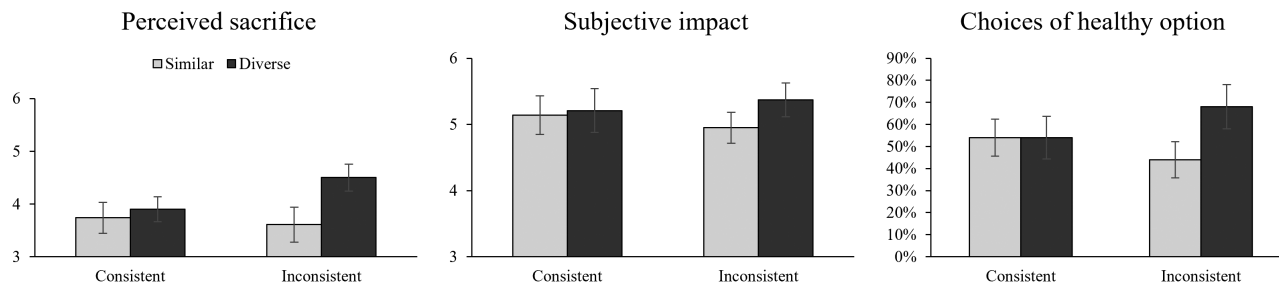 Perceived sacrifice
Similar Diverse
6
5
4
3
Consistent Inconsistent
Subjective impact
6
5
4
3
Consistent Inconsistent
Choices of healthy option
90%
80%
70%
60%
50%
40%
30%
20%
10%
0%
Consistent Inconsistent